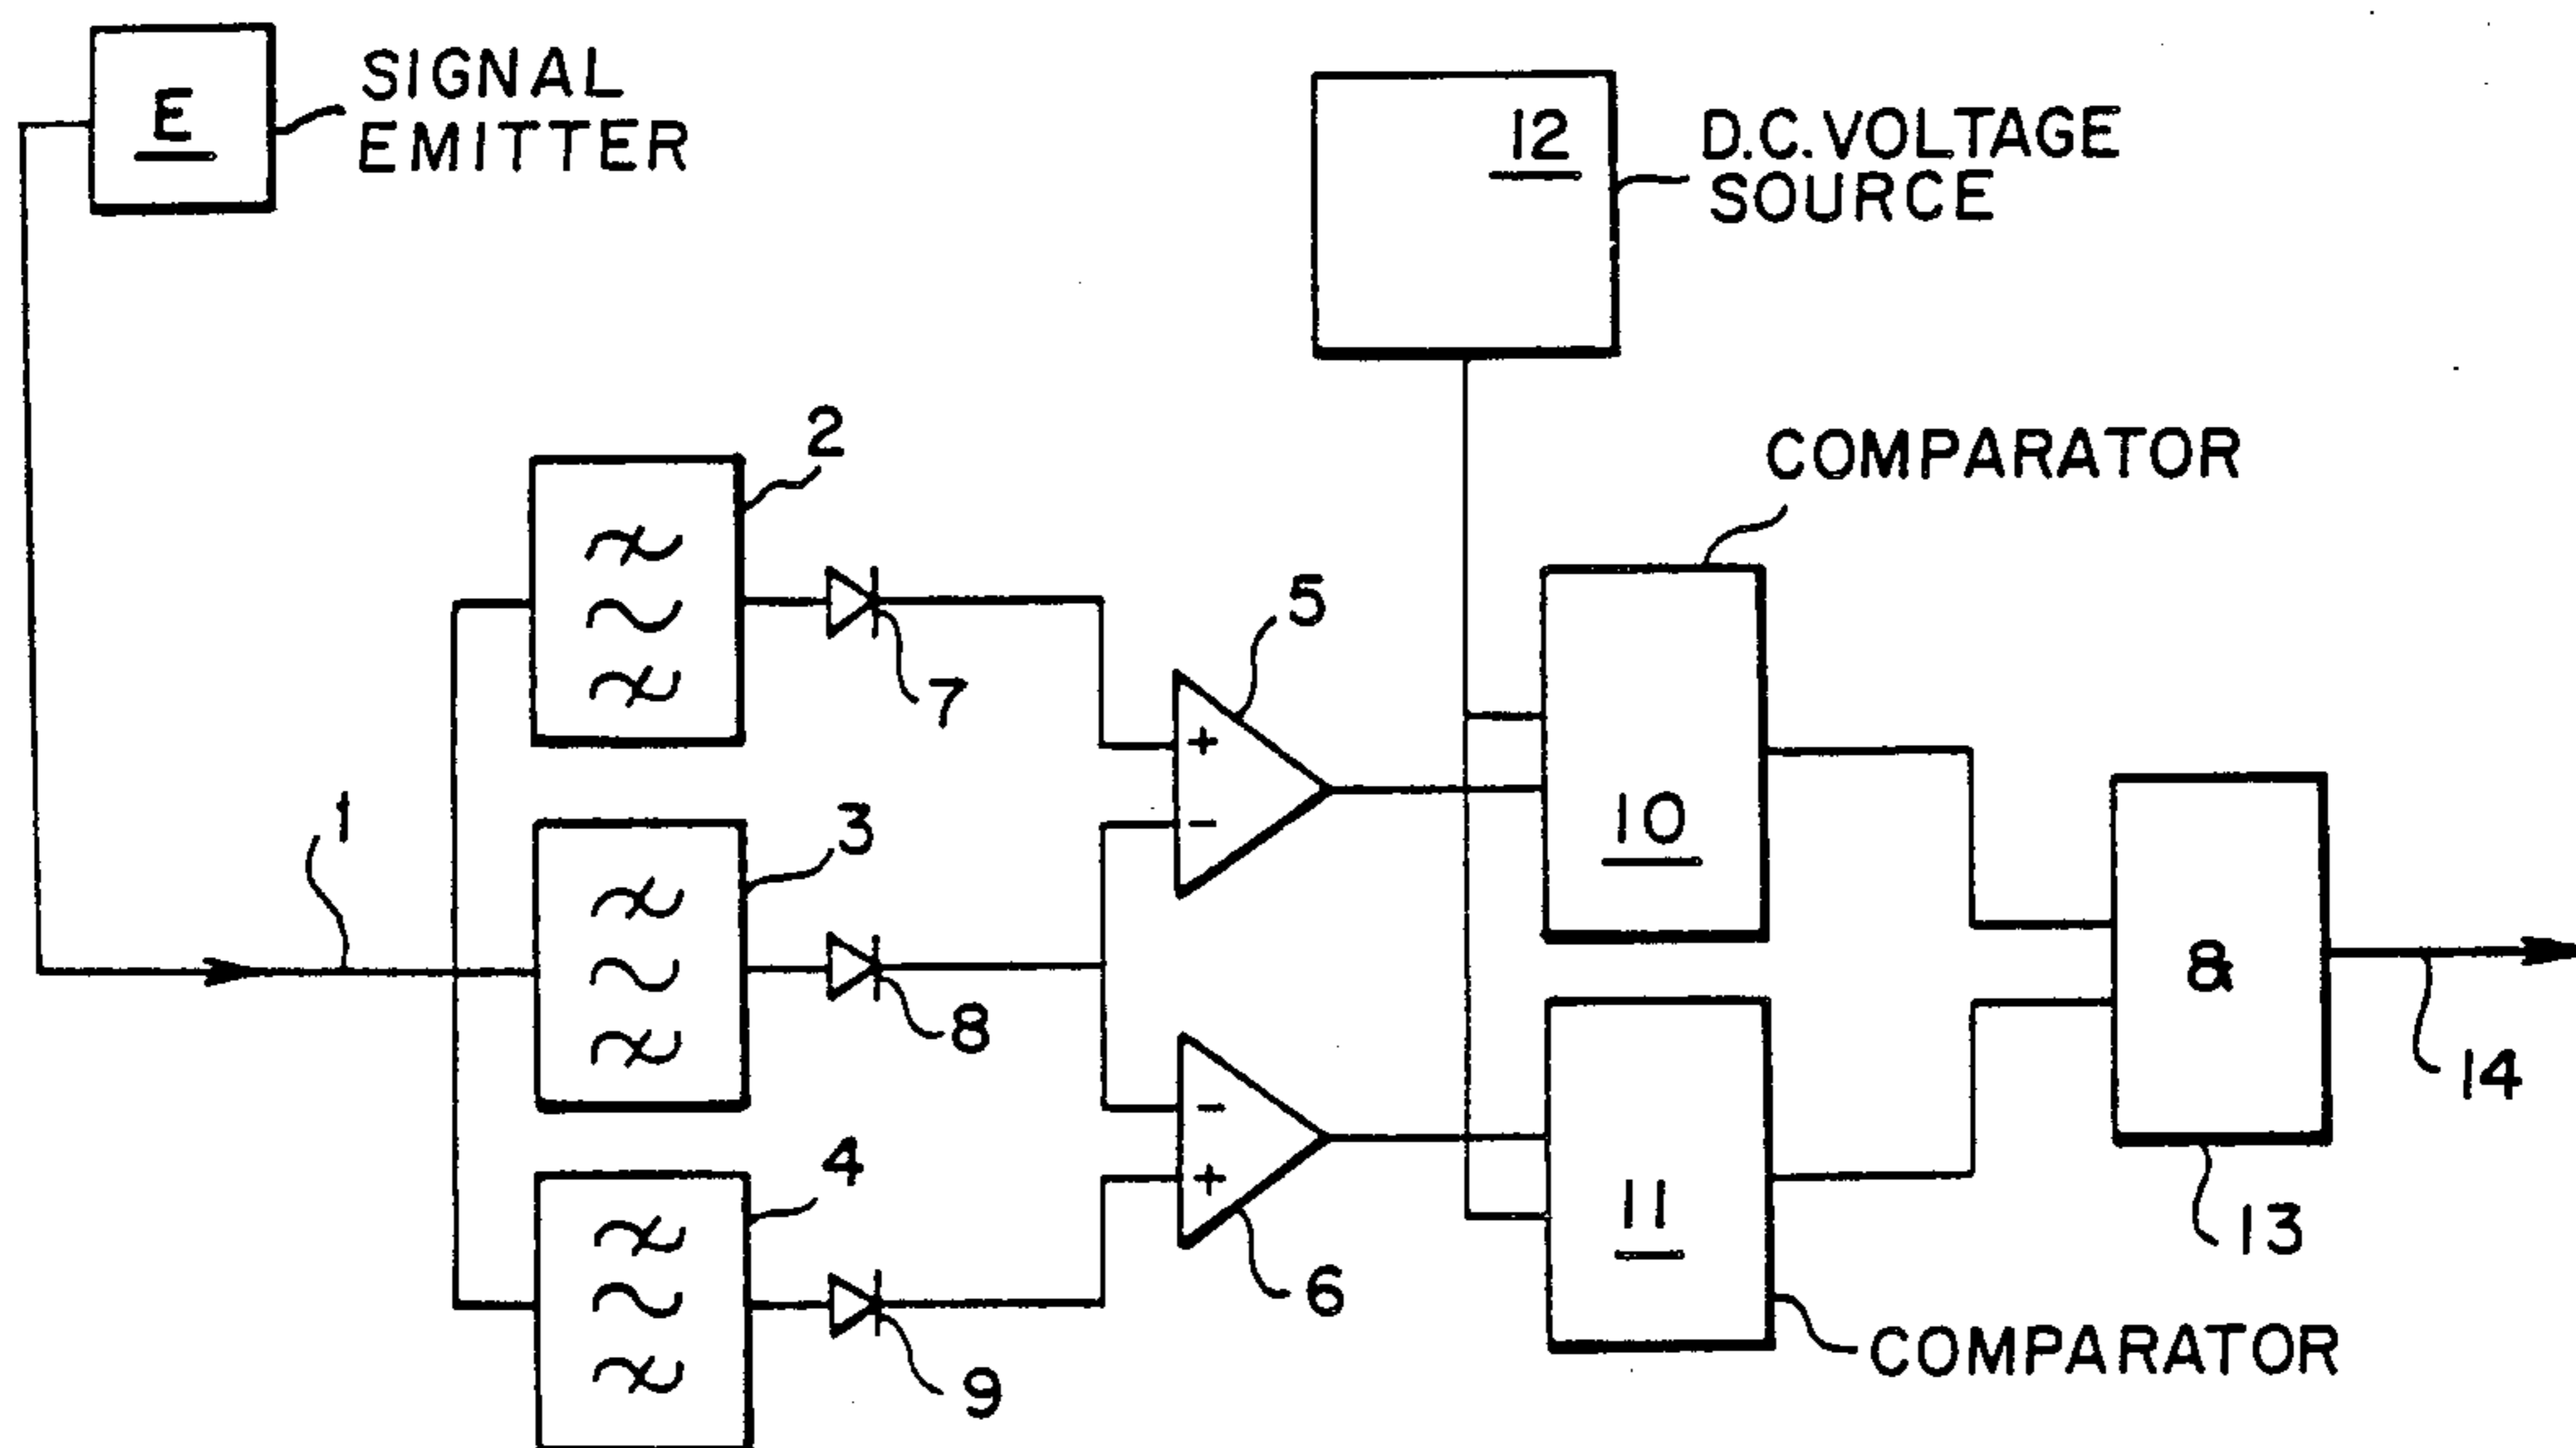 E
SIGNAL
EMITTER
12
D.C. VOLTAGE
SOURCE
2
COMPARATOR
5
7
+
1
3
-
10
&
8
14
-
4
+
11
13
6
9
COMPARATOR